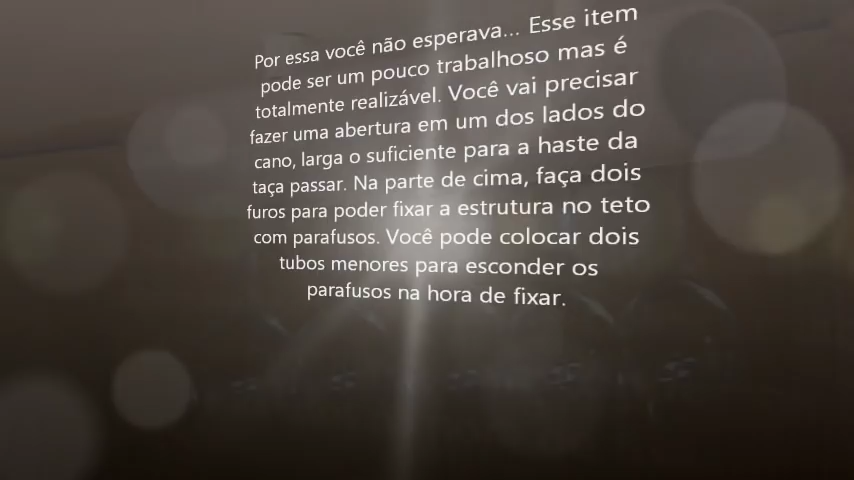 Por essa você não esperava... Esse item
pode ser um pouco trabalhoso mas é
totalmente realizável. Você vai precisar
fazer uma abertura em um dos lados do
cano, larga o suficiente para a haste da
taça passar. Na parte de cima, faça dois
furos para poder fixar a estrutura no teto
com parafusos. Você pode colocar dois
tubos menores para esconder os
parafusos na hora de fixar.